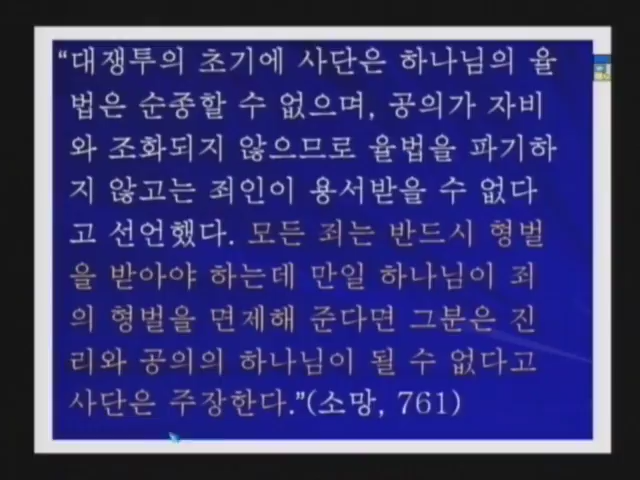 “대쟁투의 초기에 사단은 하나님의 율
법은 순종할 수 없으며, 공의가 자비
와 조화되지 않으므로 율법을 파기하
지 않고는 죄인이 용서받을 수 없다
고 선언했다. 모든 죄는 반드시 형벌
을 받아야 하는데 만일 하나님이 죄
의 형벌을 면제해 준다면 그분은 진
리와 공의의 하나님이 될 수 없다고
사단은 주장한다.”(소망, 761)